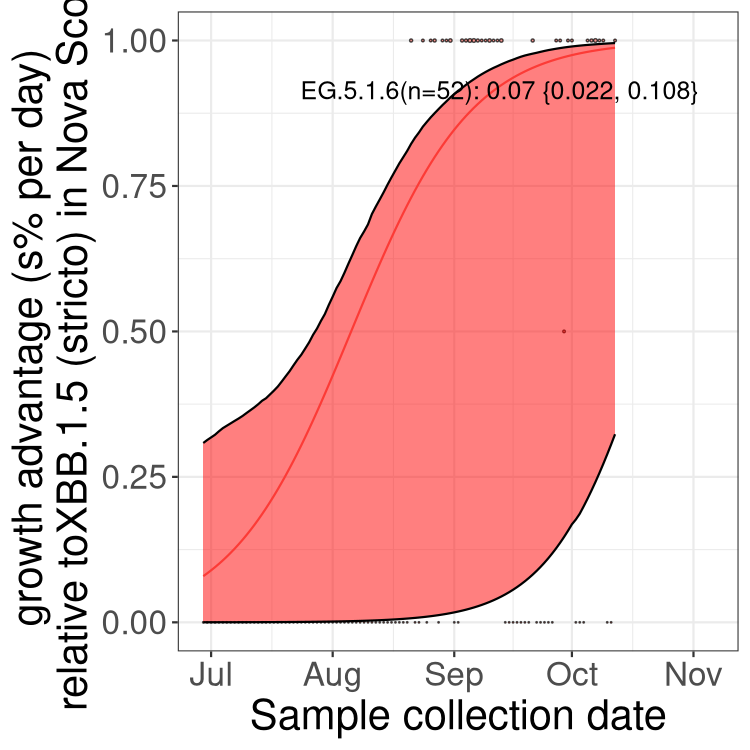 growth advantage (s% per day)
relative toXBB.1.5 (stricto) in Nova Sco
1.00
0.75
0.50
0.25
0.00
EG.5.1.6(n=52): 0.07 {0.022, 0.108}
Jul Aug Sep Oct Nov
Sample collection date